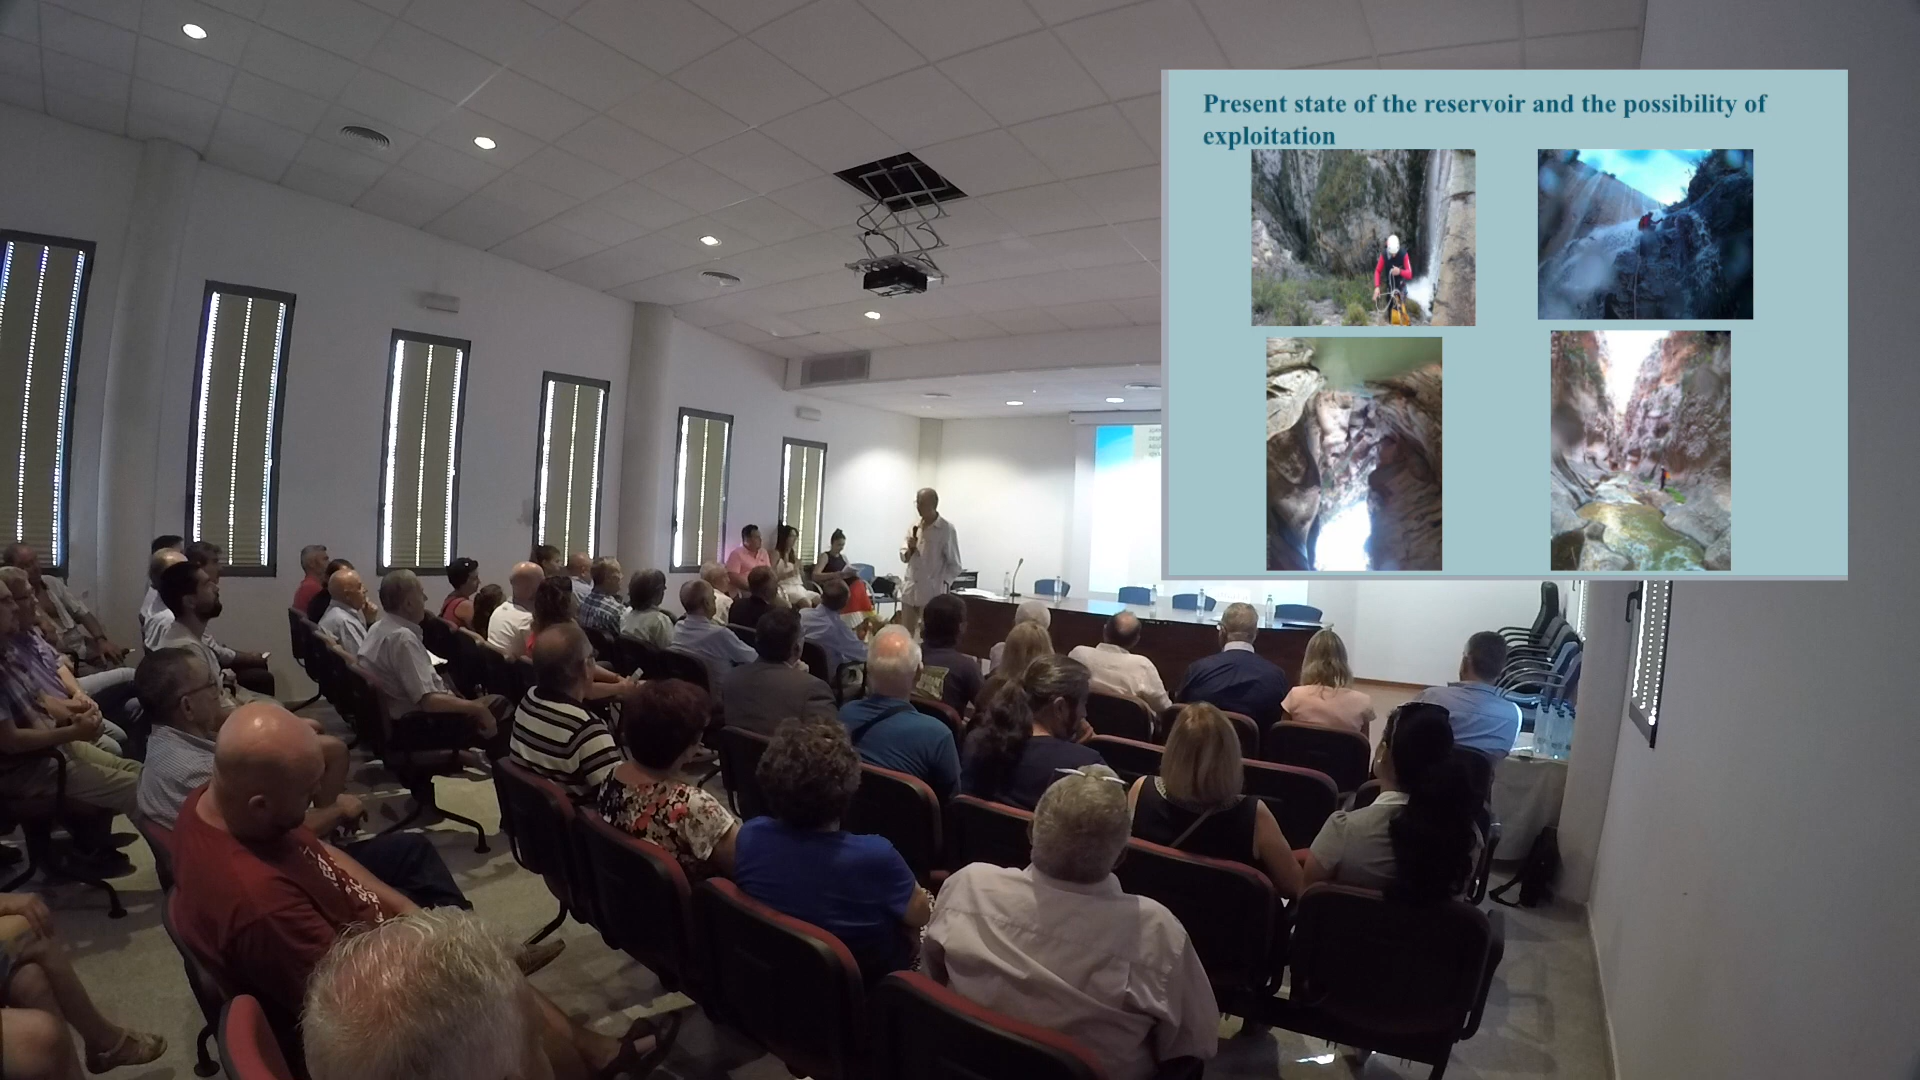 Present state of the reservoir and the possibility of
exploitation